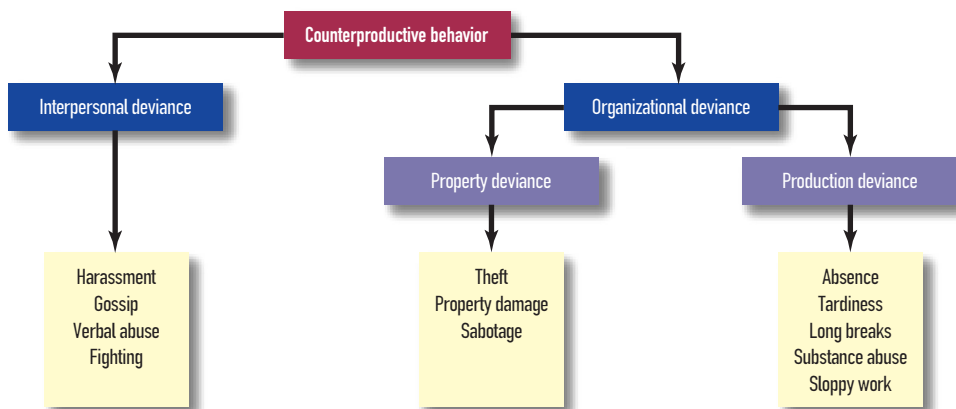 Counterproductive behavior
Interpersonal deviance
Organizational deviance
Property deviance
Production deviance
Harassment
Gossip
Verbal abuse
Fighting
Theft
Property damage
Sabotage
Absence
Tardiness
Long breaks
Substance abuse
Sloppy work